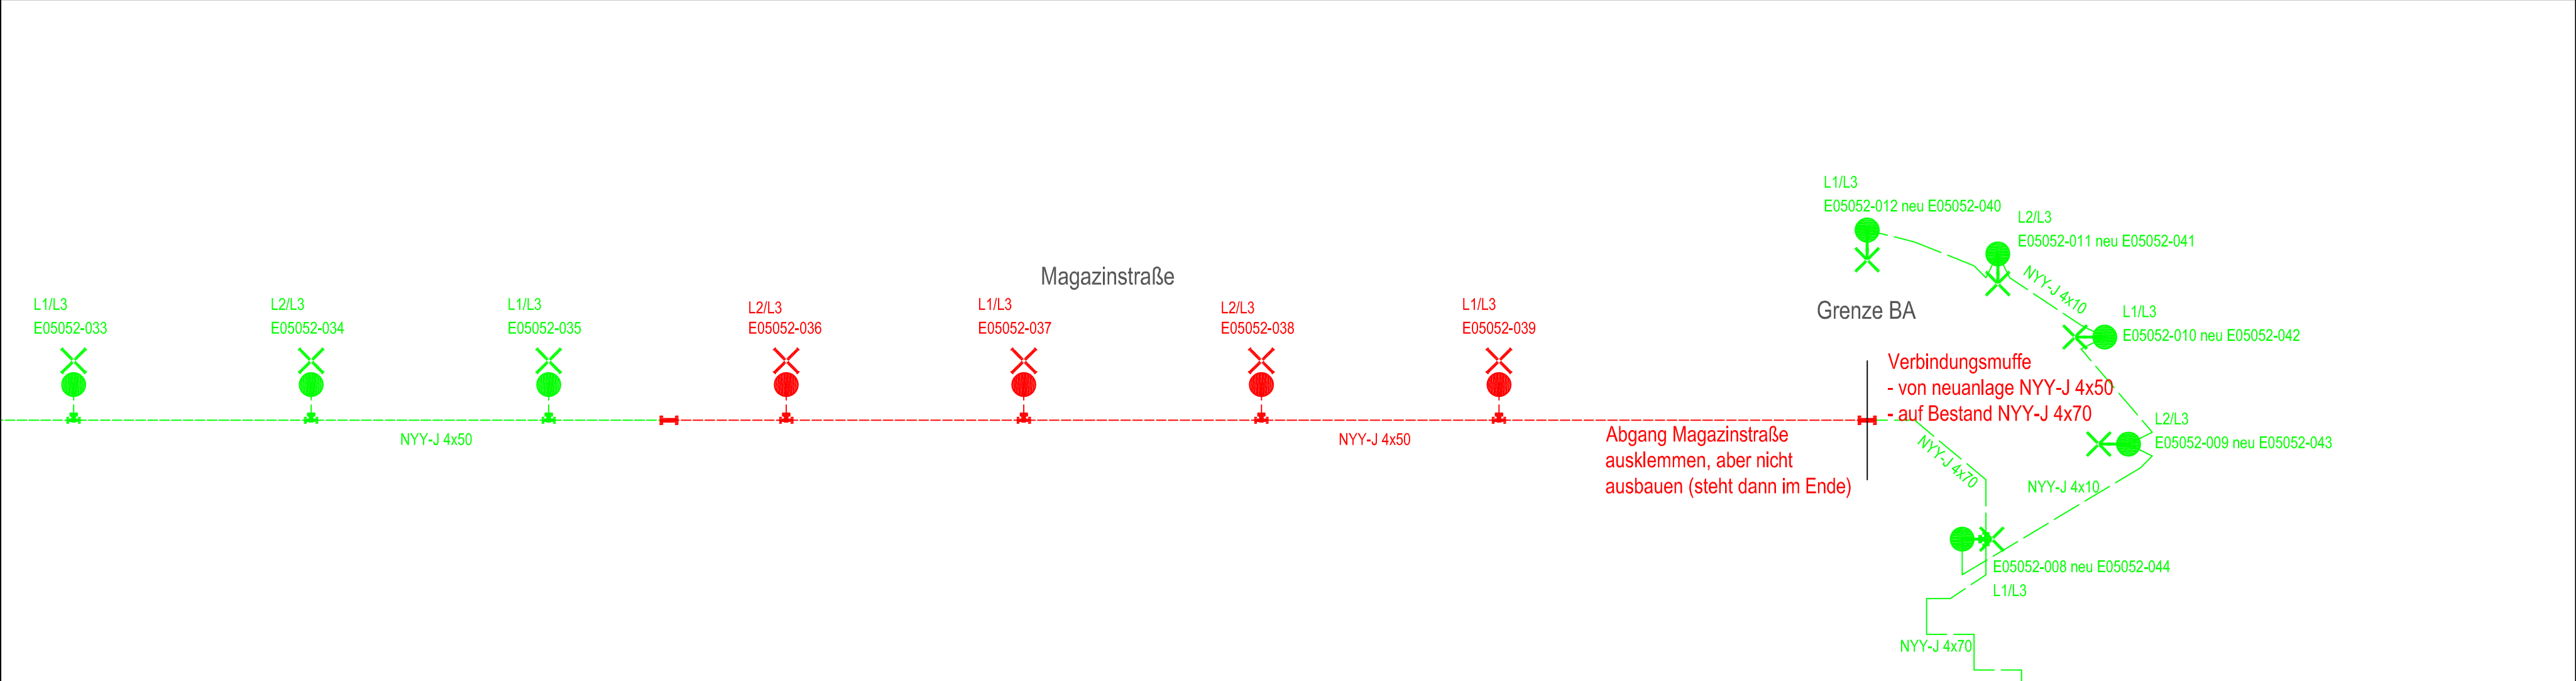 L1/L3
E05052-033
L2/L3
E05052-034
L1/L3
E05052-035
NYY-J 4x50
L2/L3
E05052-036
L1/L3
E05052-037
Magazinstraße
L2/L3
E05052-038
L1/L3
E05052-039
NYY-J 4x50
Abgang Magazinstraße
ausklemmen, aber nicht
ausbauen (steht dann im Ende)
Grenze BA
Verbindungsmuffe
- von neuanlage NYY-J 4x50
- auf Bestand NYY-J 4x70
L1/L3
E05052-012 neu E05052-040
L2/L3
E05052-011 neu E05052-041
NYY-J 4x10
L1/L3
E05052-010 neu E05052-042
L2/L3
E05052-009 neu E05052-043
NYY-J 4x70
NYY-J 4x10
E05052-008 neu E05052-044
L1/L3
NYY-J 4x70